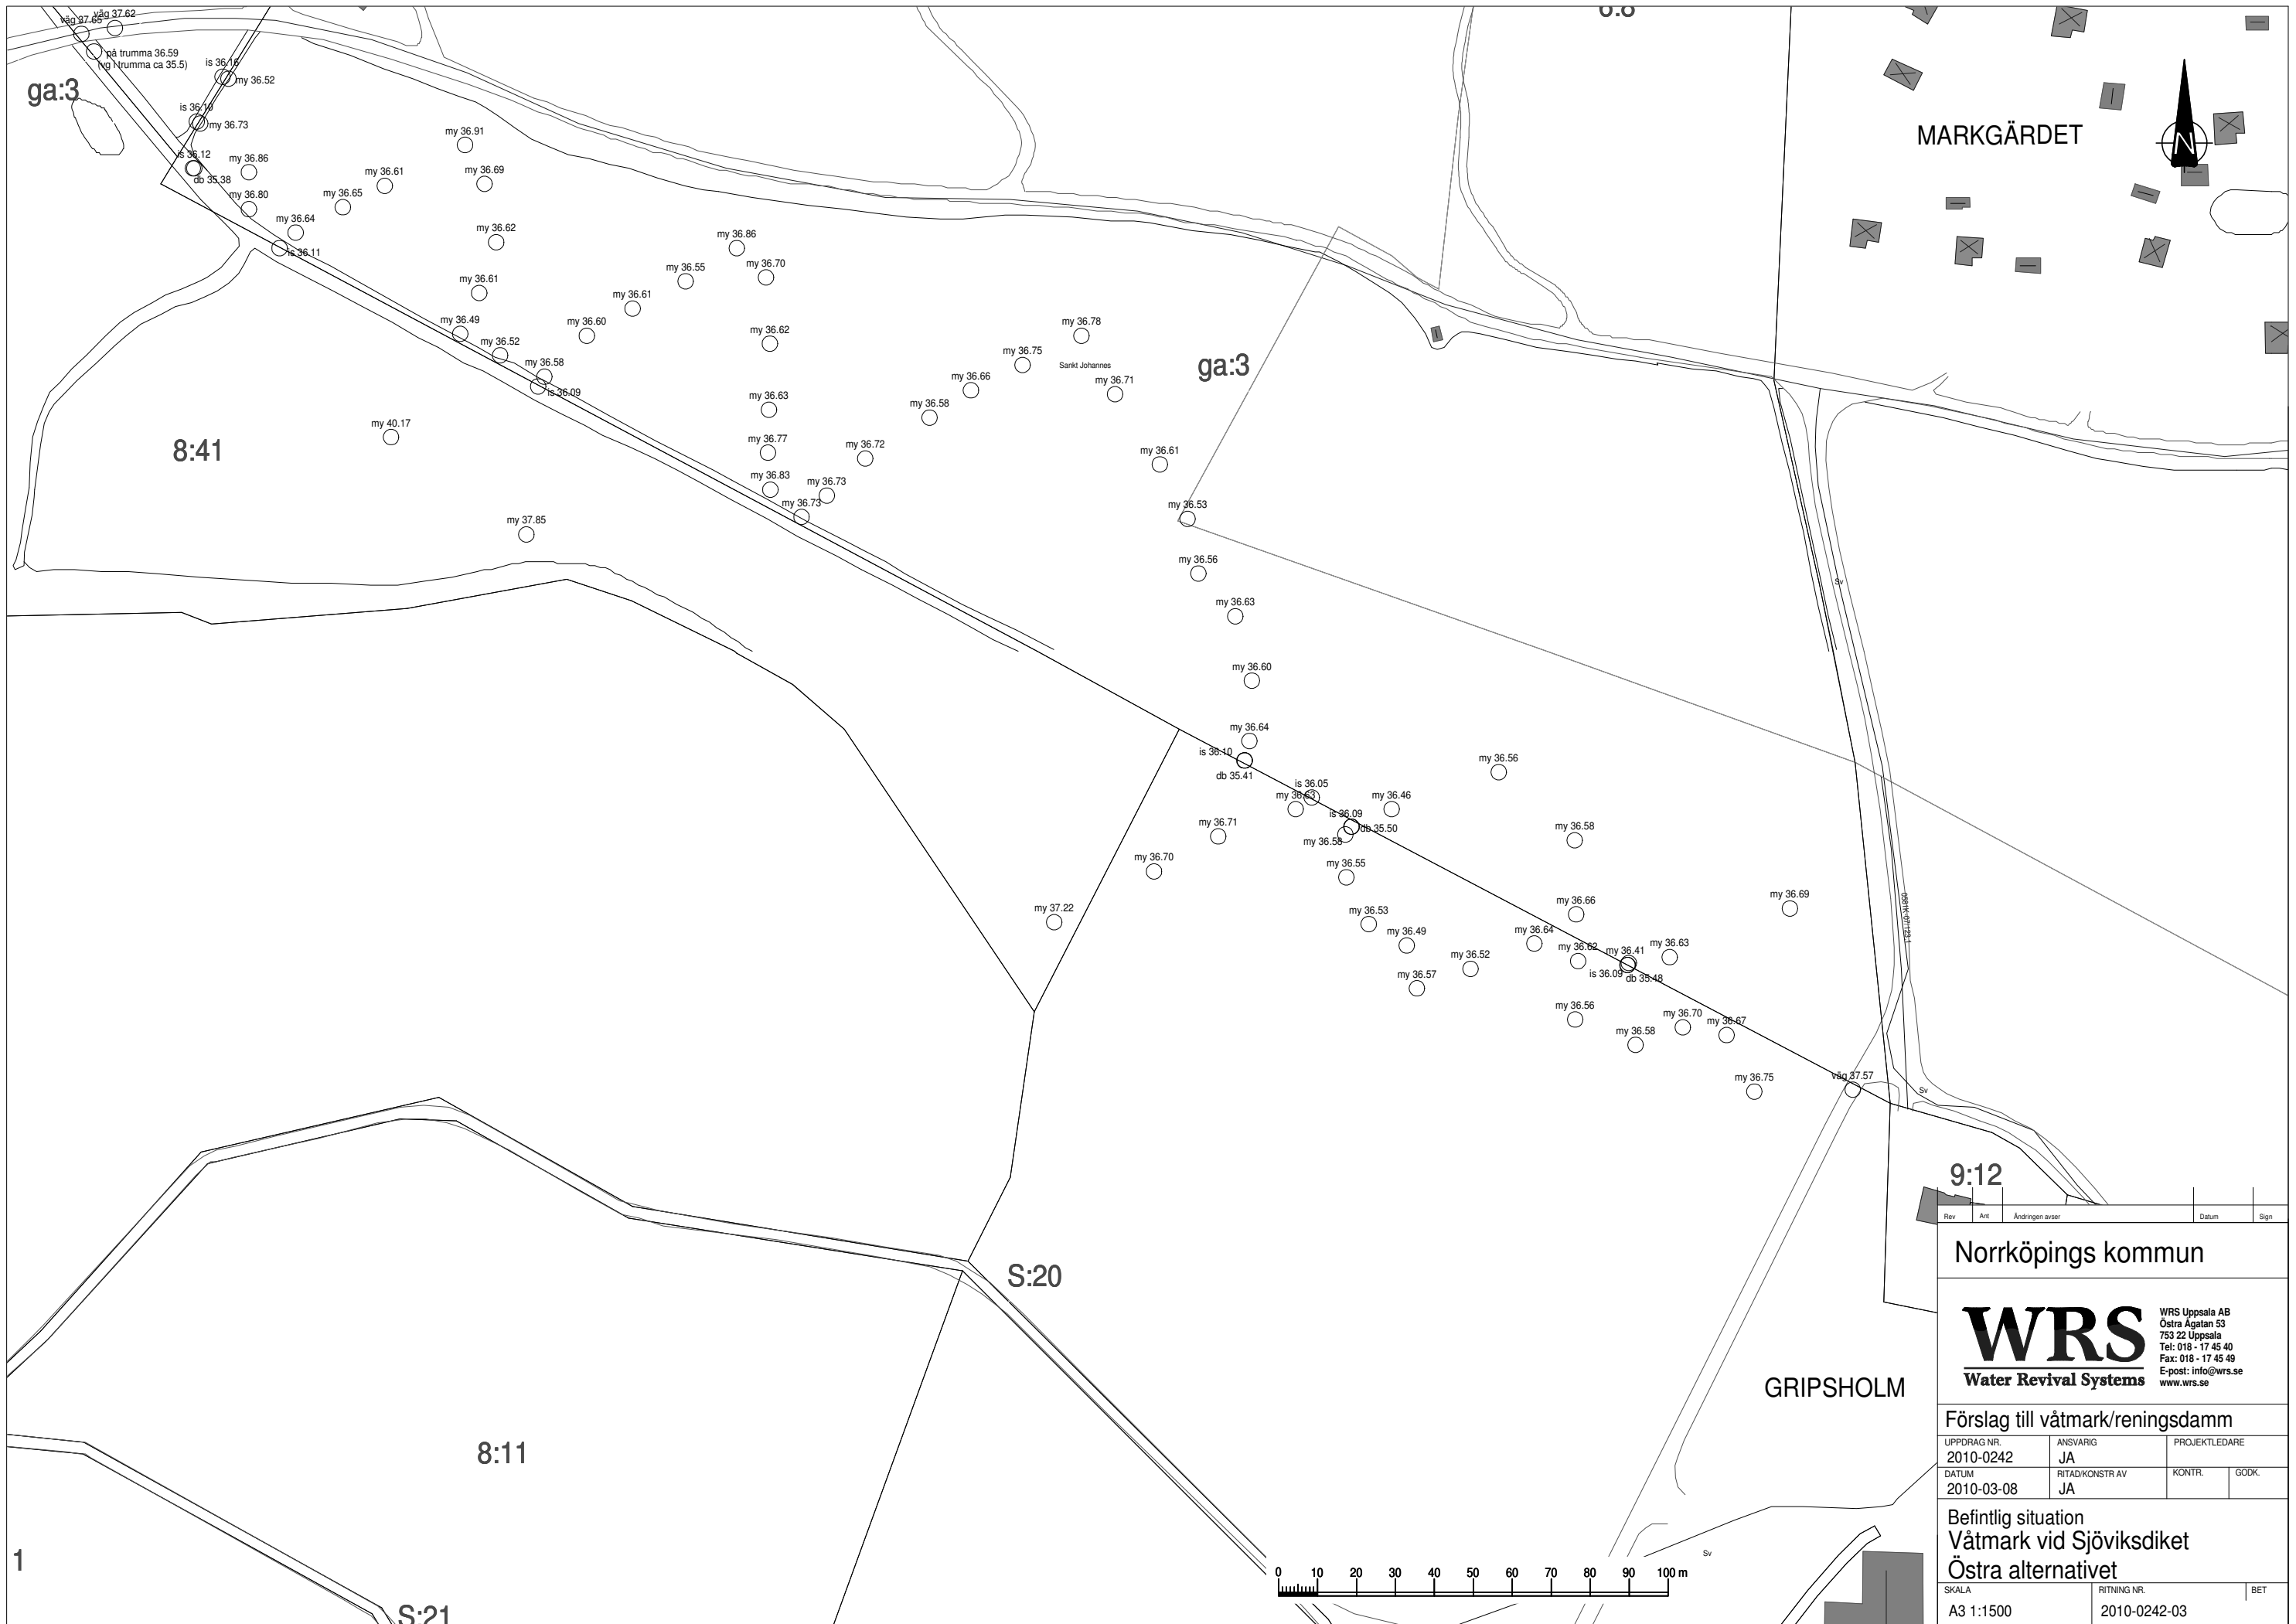 6:8
väg 37.65
väg 37.62
på trumma 36.59
(vg i trumma ca 35.5)
is 36.16
my 36.52
ga:3
is 36.10
my 36.73
MARKGÄRDET
N
my 36.91
is 36.12
db 35.38
my 36.86
my 36.61
my 36.69
my 36.80
my 36.65
my 36.64
is 36.11
my 36.62
my 36.86
my 36.70
my 36.55
my 36.61
my 36.61
my 36.49
my 36.60
my 36.62
my 36.78
my 36.52
my 36.58
is 36.09
my 36.75
Sankt Johannes
ga:3
my 36.66
my 36.71
my 36.63
my 36.58
my 40.17
8:41
my 36.77
my 36.72
my 36.61
my 36.83
my 36.73
my 36.73
my 36.53
my 37.85
my 36.56
Sv
my 36.63
my 36.60
my 36.64
is 36.10
db 35.41
my 36.56
is 36.05
my 36.63
my 36.46
is 36.09
db 35.50
my 36.58
my 36.71
my 36.58
my 36.70
my 36.55
my 37.22
my 36.53
my 36.66
my 36.69
my 36.49
my 36.64
my 36.62
my 36.41
my 36.63
my 36.52
is 36.09
db 35.48
my 36.57
my 36.56
my 36.58
my 36.70
my 36.67
my 36.75
väg 37.57
Sv
9:12
S:20
GRIPSHOLM
8:11
1
S:21
Sv
0 10 20 30 40 50 60 70 80 90 100 m
Rev Ant Ändringen avser Datum Sign
Norrköpings kommun
WRS
Water Revival Systems
WRS Uppsala AB
Östra Ågatan 53
753 22 Uppsala
Tel: 018 - 17 45 40
Fax: 018 - 17 45 49
E-post: info@wrs.se
www.wrs.se
Förslag till våtmark/reningsdamm
UPPDRAG NR. ANSVARIG PROJEKTLEDARE
2010-0242 JA
DATUM RITAD/KONSTR AV KONTR. GODK.
2010-03-08 JA
Befintlig situation
Våtmark vid Sjöviksdiket
Östra alternativet
SKALA RITNING NR. BET
A3 1:1500 2010-0242-03